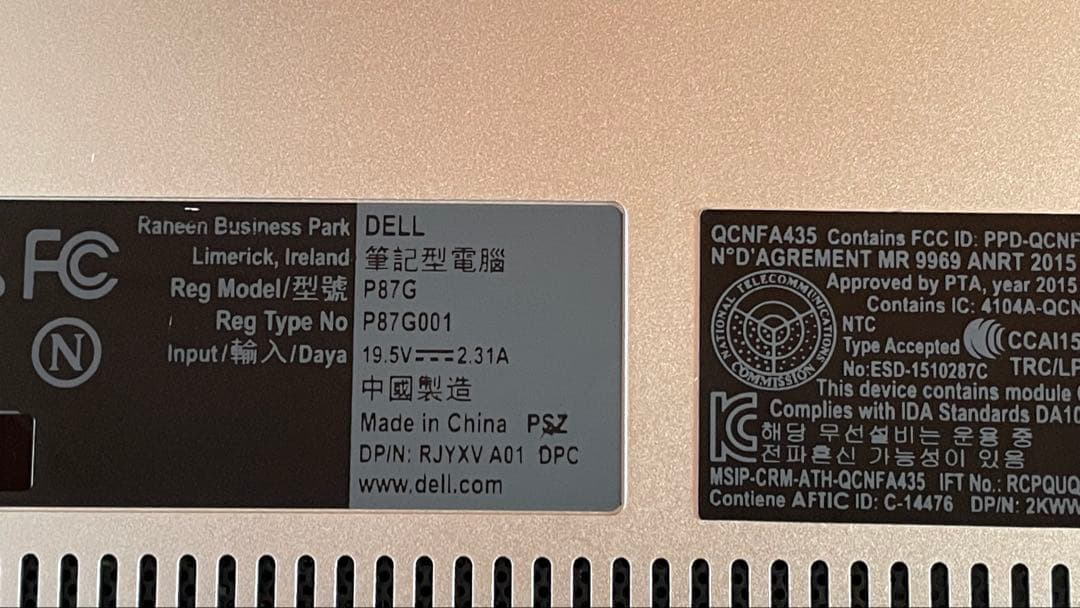 FC
N
Raheen Business Park
DELL
Limerick, Ireland
筆記型電腦
Reg Model/型號
P87G
Reg Type No
P87G001
Input/輸入/Daya
19.5V⎓2.31A
中國製造
Made in China PSZ
DP/N: RJYXV A01 DPC
www.dell.com
QCNFA435 Contains FCC ID: PPD-QCNF
N°D'AGREMENT MR 9969 ANRT 2015
Approved by PTA, year 2015
Contains IC: 4104A-QCN
NATIONAL TELECOMMUNICATIONS COMMISSION
NTC
Type Accepted
No:ESD-1510287C
CCAI15
TRC/LP
This device contains module
Complies with IDA Standards DA10
해당 무선설비는 운용 중
전파혼신 가능성이 있음
MSIP-CRM-ATH-QCNFA435 IFT No.: RCPQUQ
Contiene AFTIC ID: C-14476 DP/N: 2KWW